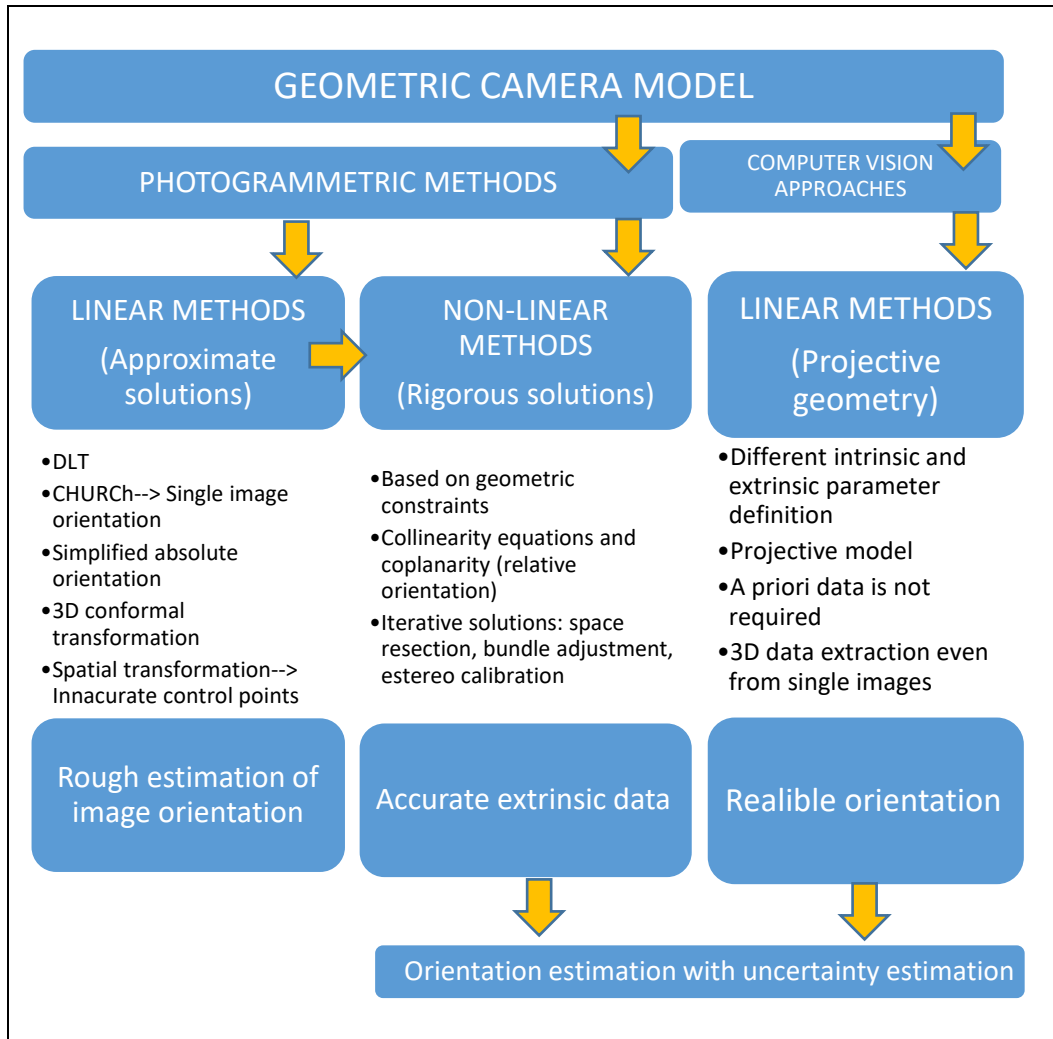 GEOMETRIC CAMERA MODEL
PHOTOGRAMMETRIC METHODS
COMPUTER VISION
APPROACHES
LINEAR METHODS
(Approximate
solutions)
•DLT
•CHURCh--> Single image
orientation
•Simplified absolute
orientation
•3D conformal
transformation
•Spatial transformation-->
Innacurate control points
Rough estimation of
image orientation
NON-LINEAR
METHODS
(Rigorous solutions)
•Based on geometric
constraints
•Collinearity equations and
coplanarity (relative
orientation)
•Iterative solutions: space
resection, bundle adjustment,
estereo calibration
Accurate extrinsic data
LINEAR METHODS
(Projective
geometry)
•Different intrinsic and
extrinsic parameter
definition
•Projective model
•A priori data is not
required
•3D data extraction even
from single images
Realible orientation
Orientation estimation with uncertainty estimation